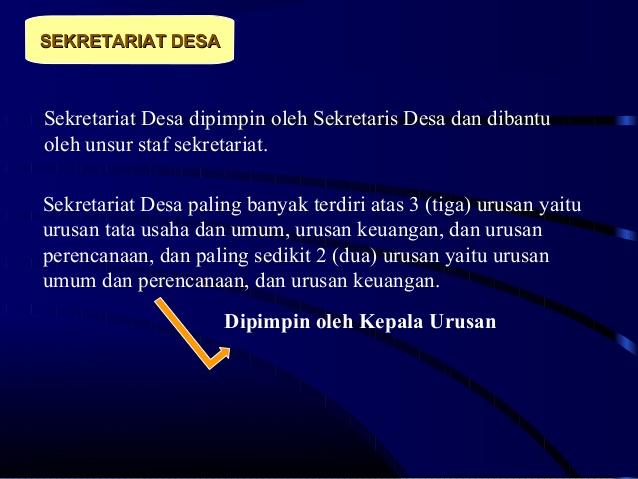 SEKRETARIAT DESA
Sekretariat Desa dipimpin oleh Sekretaris Desa dan dibantu
oleh unsur staf sekretariat.
Sekretariat Desa paling banyak terdiri atas 3 (tiga) urusan yaitu
urusan tata usaha dan umum, urusan keuangan, dan urusan
perencanaan, dan paling sedikit 2 (dua) urusan yaitu urusan
umum dan perencanaan, dan urusan keuangan.
Dipimpin oleh Kepala Urusan